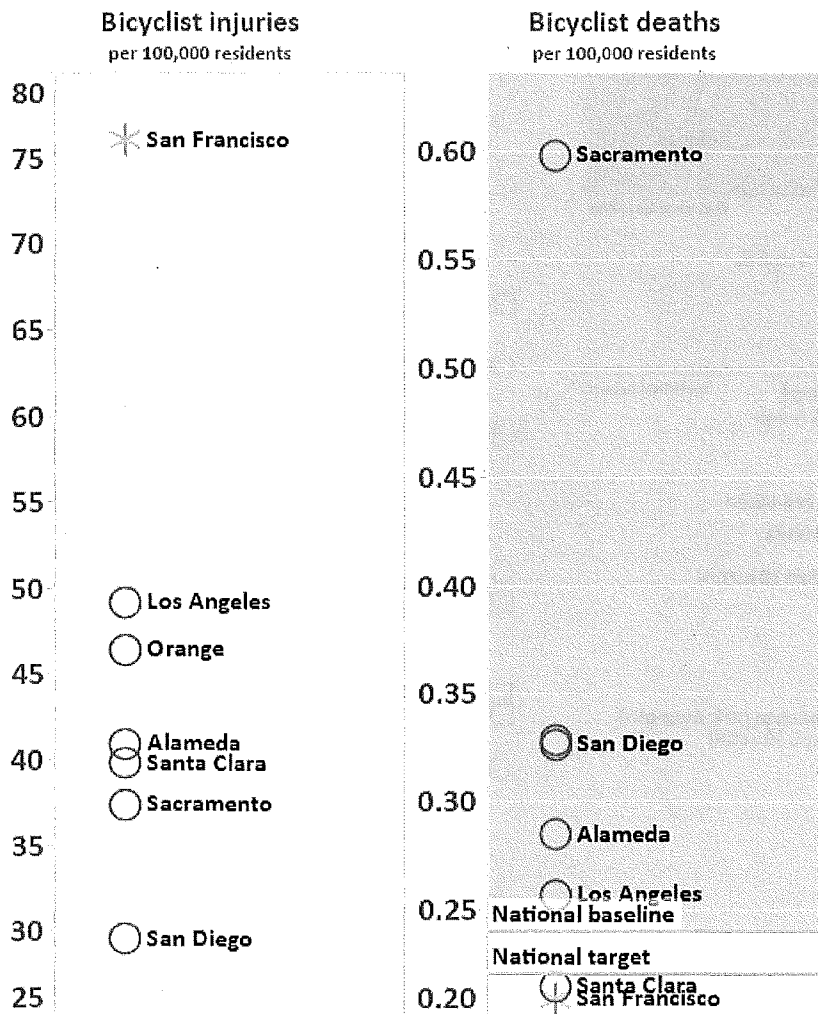 Bicyclist injuries
per 100,000 residents
80
75
70
65
60
55
50
45
40
35
30
25
San Francisco
Los Angeles
Orange
Alameda
Santa Clara
Sacramento
San Diego
Bicyclist deaths
per 100,000 residents
0.60
0.55
0.50
0.45
0.40
0.35
0.30
0.25
0.20
Sacramento
San Diego
Alameda
Los Angeles
National baseline
National target
Santa Clara
San Francisco